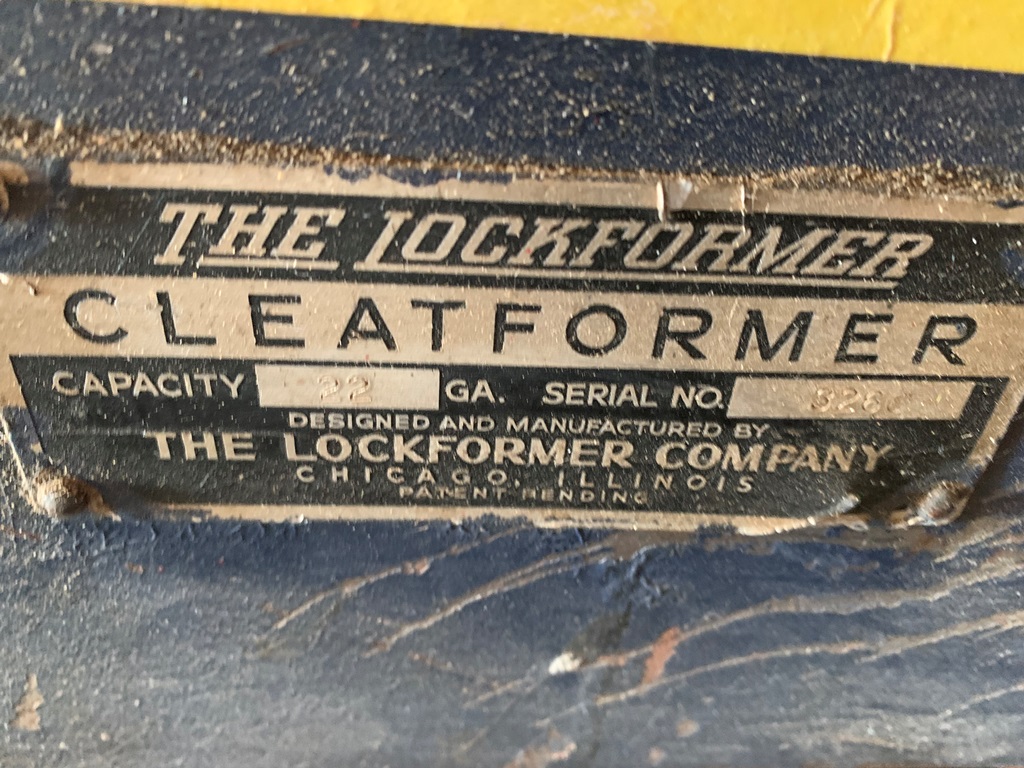 THE LOCKFORMER
CLEATFORMER
CAPACITY 22 GA. SERIAL NO.
DESIGNED AND MANUFACTURED BY
THE LOCKFORMER COMPANY
CHICAGO, ILLINOIS
PATENT PENDING